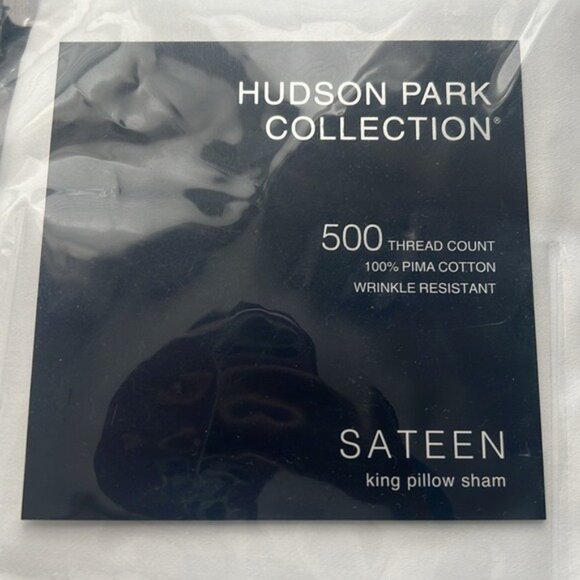 HUDSON PARK
COLLECTION®
500 THREAD COUNT
100% PIMA COTTON
WRINKLE RESISTANT
SATEEN
king pillow sham